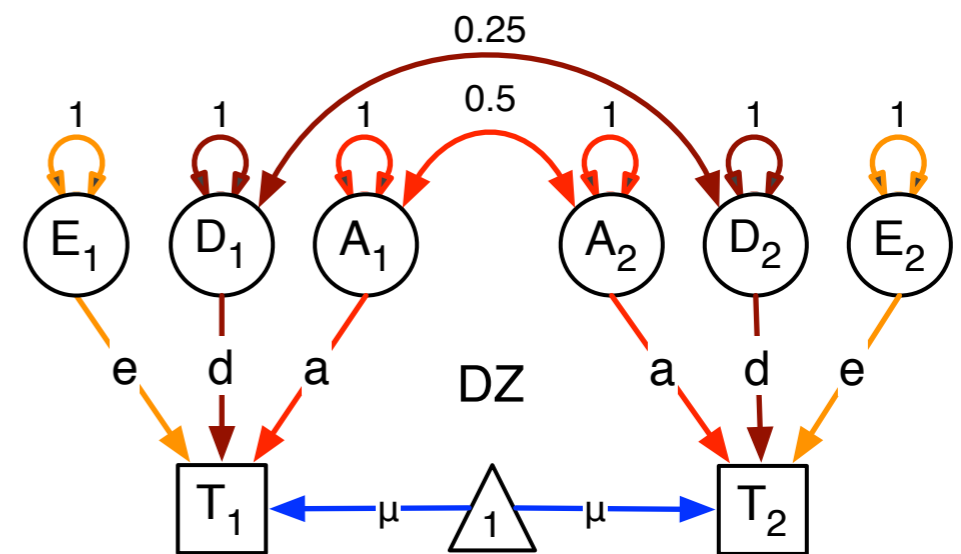 0.25
1 1 1 0.5 1 1 1
E₁ D₁ A₁ A₂ D₂ E₂
e d a DZ a d e
T₁ μ 1 μ T₂